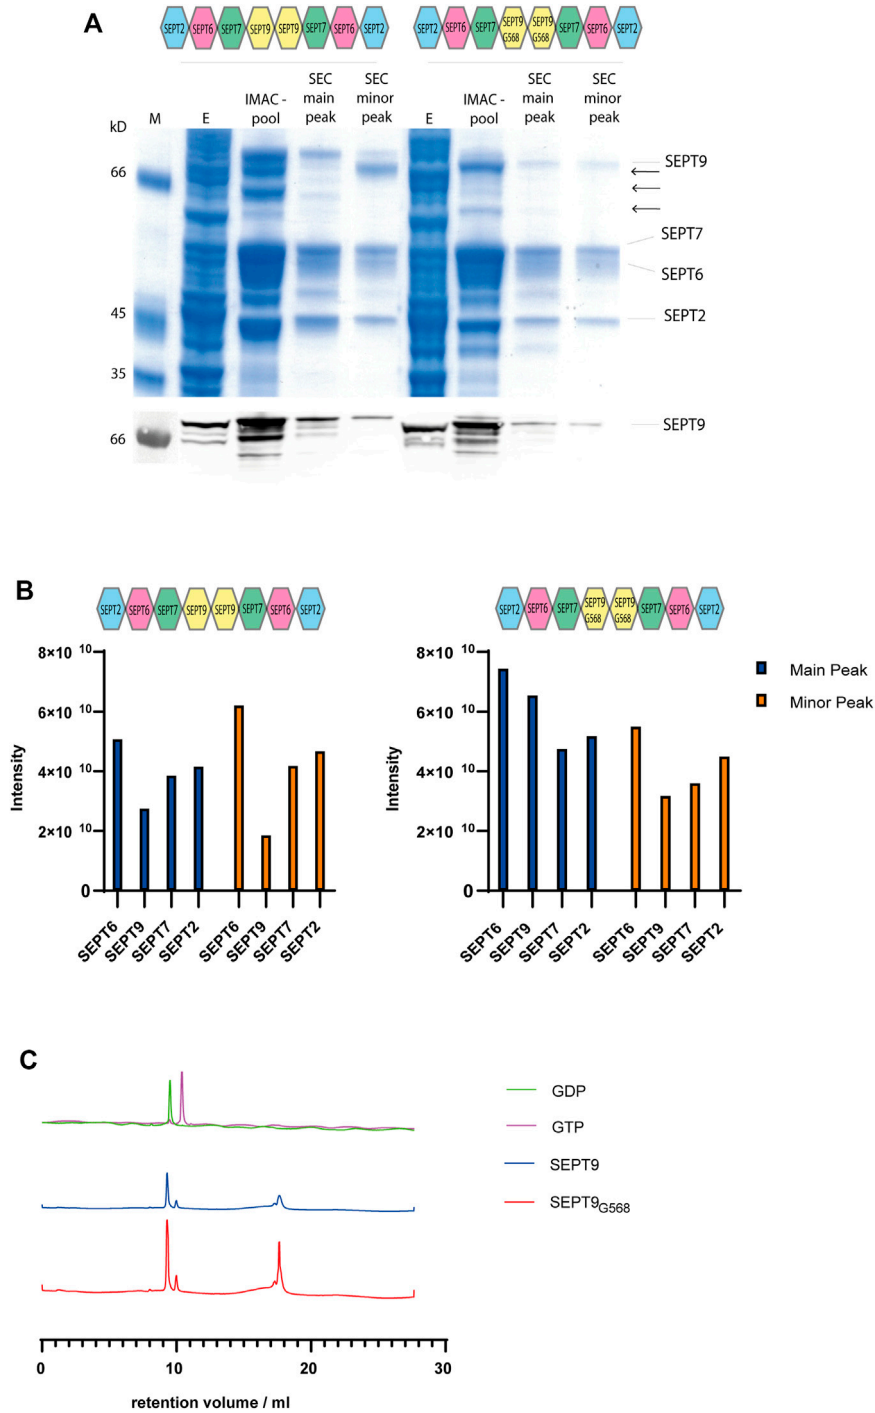 A
SEPT2 SEPT6 SEPT7 SEPT9 SEPT9 SEPT7 SEPT6 SEPT2
SEPT2 SEPT6 SEPT7 SEPT9 G568 SEPT9 G568 SEPT7 SEPT6 SEPT2
kD
M
E
IMAC -
pool
SEC
main
peak
SEC
minor
peak
E
IMAC -
pool
SEC
main
peak
SEC
minor
peak
66
45
35
66
SEPT9
SEPT7
SEPT6
SEPT2
SEPT9
B
SEPT2 SEPT6 SEPT7 SEPT9 SEPT9 SEPT7 SEPT6 SEPT2
SEPT2 SEPT6 SEPT7 SEPT9 G568 SEPT9 G568 SEPT7 SEPT6 SEPT2
8×10 10
6×10 10
4×10 10
2×10 10
0
Intensity
SEPT6 SEPT9 SEPT7 SEPT2 SEPT6 SEPT9 SEPT7 SEPT2
8×10 10
6×10 10
4×10 10
2×10 10
0
Intensity
SEPT6 SEPT9 SEPT7 SEPT2 SEPT6 SEPT9 SEPT7 SEPT2
Main Peak
Minor Peak
C
GDP
GTP
SEPT9
SEPT9G568
0 10 20 30
retention volume / ml